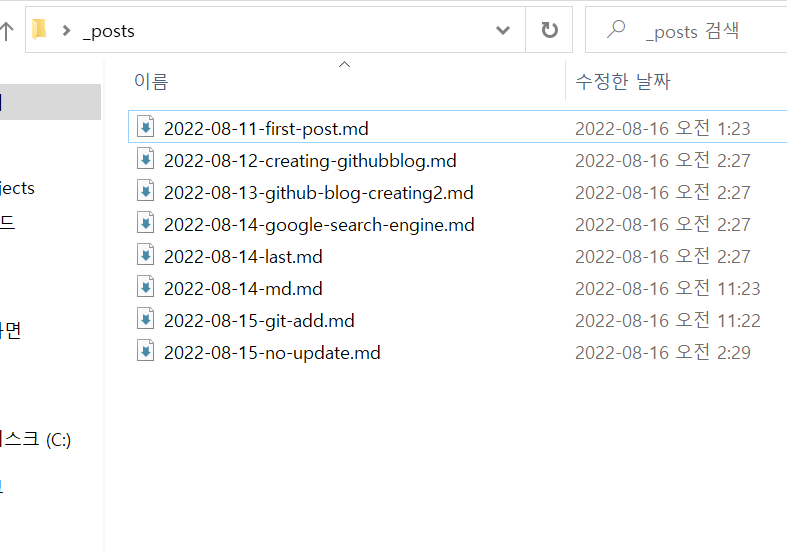 _posts
_posts 검색
이름 수정한 날짜
2022-08-11-first-post.md 2022-08-16 오전 1:23
2022-08-12-creating-githubblog.md 2022-08-16 오전 2:27
2022-08-13-github-blog-creating2.md 2022-08-16 오전 2:27
jects
2022-08-14-google-search-engine.md 2022-08-16 오전 2:27
드
2022-08-14-last.md 2022-08-16 오전 2:27
2022-08-14-md.md 2022-08-16 오전 11:23
2022-08-15-git-add.md 2022-08-16 오전 11:22
면
2022-08-15-no-update.md 2022-08-16 오전 2:29
스크 (C:)